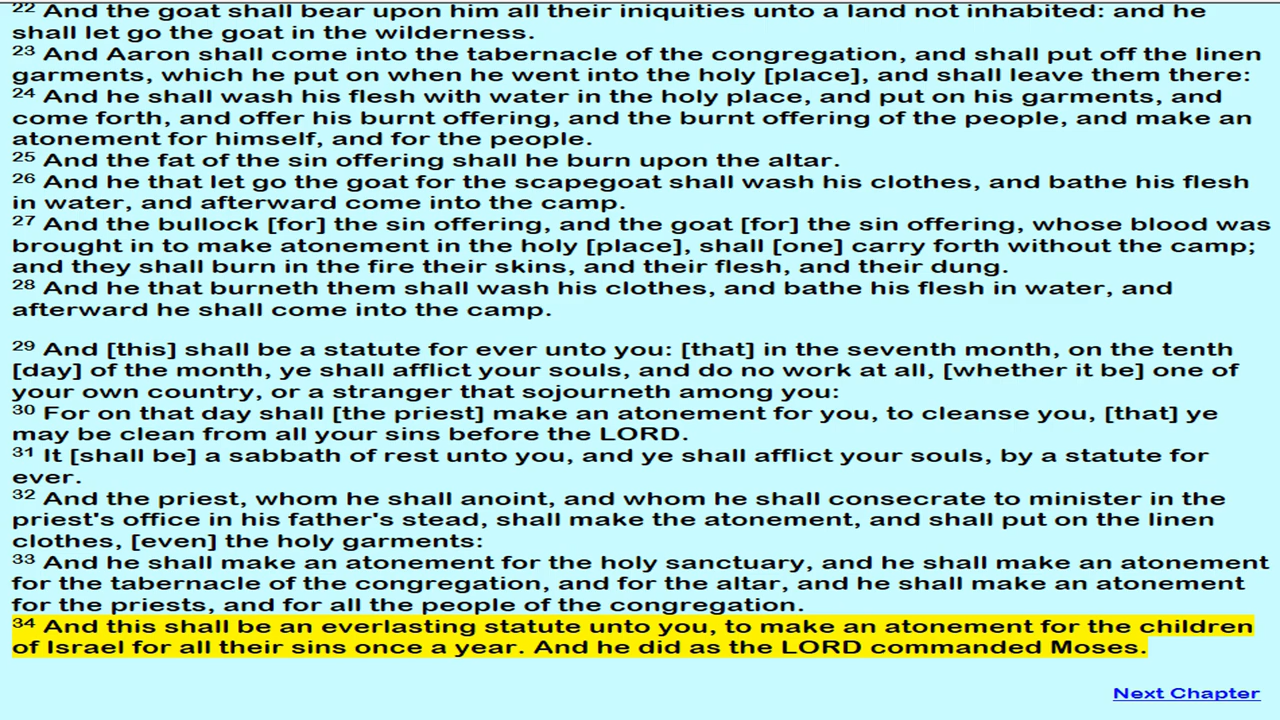 22 And the goat shall bear upon him all their iniquities unto a land not inhabited: and he
shall let go the goat in the wilderness.
23 And Aaron shall come into the tabernacle of the congregation, and shall put off the linen
garments, which he put on when he went into the holy [place], and shall leave them there:
24 And he shall wash his flesh with water in the holy place, and put on his garments, and
come forth, and offer his burnt offering, and the burnt offering of the people, and make an
atonement for himself, and for the people.
25 And the fat of the sin offering shall he burn upon the altar.
26 And he that let go the goat for the scapegoat shall wash his clothes, and bathe his flesh
in water, and afterward come into the camp.
27 And the bullock [for] the sin offering, and the goat [for] the sin offering, whose blood was
brought in to make atonement in the holy [place], shall [one] carry forth without the camp;
and they shall burn in the fire their skins, and their flesh, and their dung.
28 And he that burneth them shall wash his clothes, and bathe his flesh in water, and
afterward he shall come into the camp.
29 And [this] shall be a statute for ever unto you: [that] in the seventh month, on the tenth
[day] of the month, ye shall afflict your souls, and do no work at all, [whether it be] one of
your own country, or a stranger that sojourneth among you:
30 For on that day shall [the priest] make an atonement for you, to cleanse you, [that] ye
may be clean from all your sins before the LORD.
31 It [shall be] a sabbath of rest unto you, and ye shall afflict your souls, by a statute for
ever.
32 And the priest, whom he shall anoint, and whom he shall consecrate to minister in the
priest's office in his father's stead, shall make the atonement, and shall put on the linen
clothes, [even] the holy garments:
33 And he shall make an atonement for the holy sanctuary, and he shall make an atonement
for the tabernacle of the congregation, and for the altar, and he shall make an atonement
for the priests, and for all the people of the congregation.
34 And this shall be an everlasting statute unto you, to make an atonement for the children
of Israel for all their sins once a year. And he did as the LORD commanded Moses.
Next Chapter